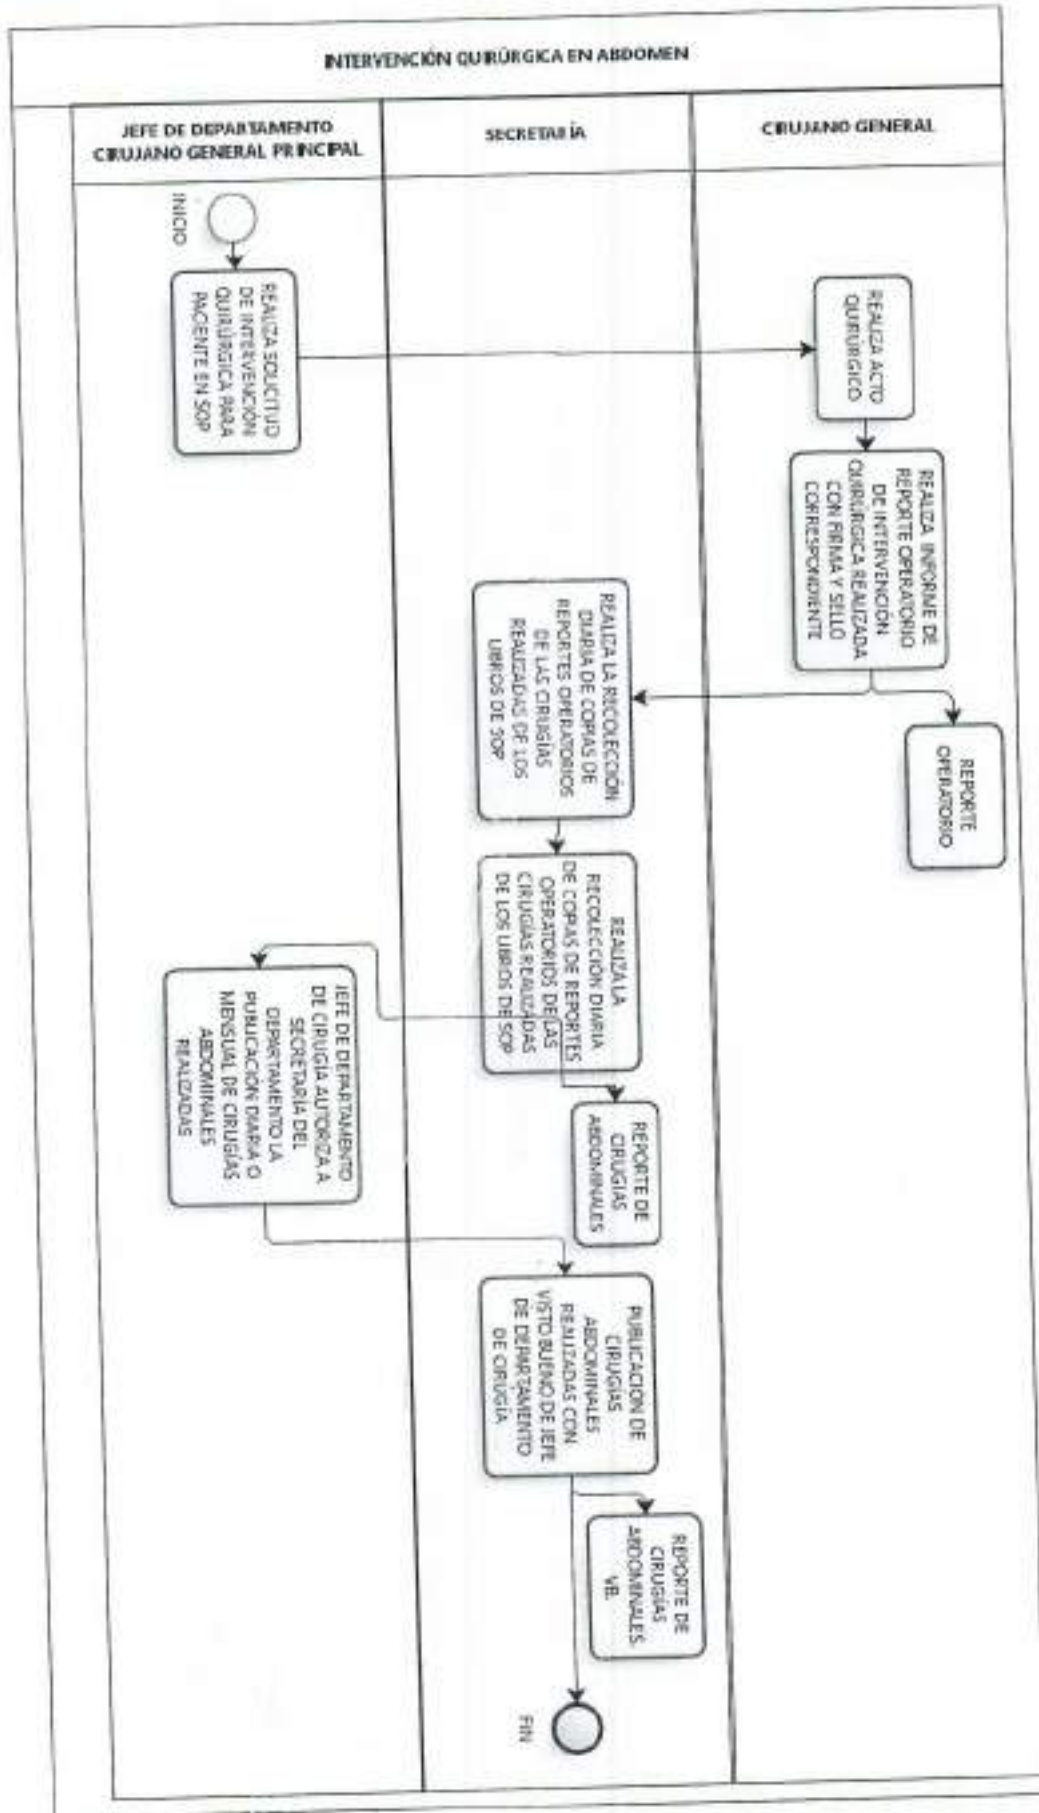 INTERVENCIÓN QUIRÚRGICA EN ABDOMEN
JEFE DE DEPARTAMENTO
CIRUJANO GENERAL PRINCIPAL
SECRETARÍA
CIRUJANO GENERAL
INICIO
REALIZA SOLICITUD
DE INTERVENCIÓN
QUIRÚRGICA PARA
PACIENTE EN SOP
REALIZA ACTO
QUIRÚRGICO
REALIZA INFORME DE
REPORTE OPERATORIO
DE INTERVENCIÓN
QUIRÚRGICA REALIZADA
CON FIRMA Y SELLO
CORRESPONDIENTE
REPORTE
OPERATORIO
REALIZA LA RECOLECCIÓN
DIARIA DE COPIAS DE
REPORTES OPERATORIOS
DE LAS CIRUGÍAS
REALIZADAS DE LOS
LIBROS DE SOP
REALIZA LA
RECOLECCIÓN DIARIA
DE COPIAS DE REPORTES
OPERATORIOS DE LAS
CIRUGÍAS REALIZADAS
DE LOS LIBROS DE SOP
REPORTE DE
CIRUGÍAS
ABDOMINALES
JEFE DE DEPARTAMENTO
DE CIRUGÍA AUTORIZA A
SECRETARIA DEL
DEPARTAMENTO LA
PUBLICACIÓN DIARIA O
MENSUAL DE CIRUGÍAS
ABDOMINALES
REALIZADAS
PUBLICACIÓN DE
CIRUGÍAS
ABDOMINALES
REALIZADAS CON
VISTO BUENO DE JEFE
DE DEPARTAMENTO
DE CIRUGÍA
REPORTE DE
CIRUGÍAS
ABDOMINALES.
VB.
FIN